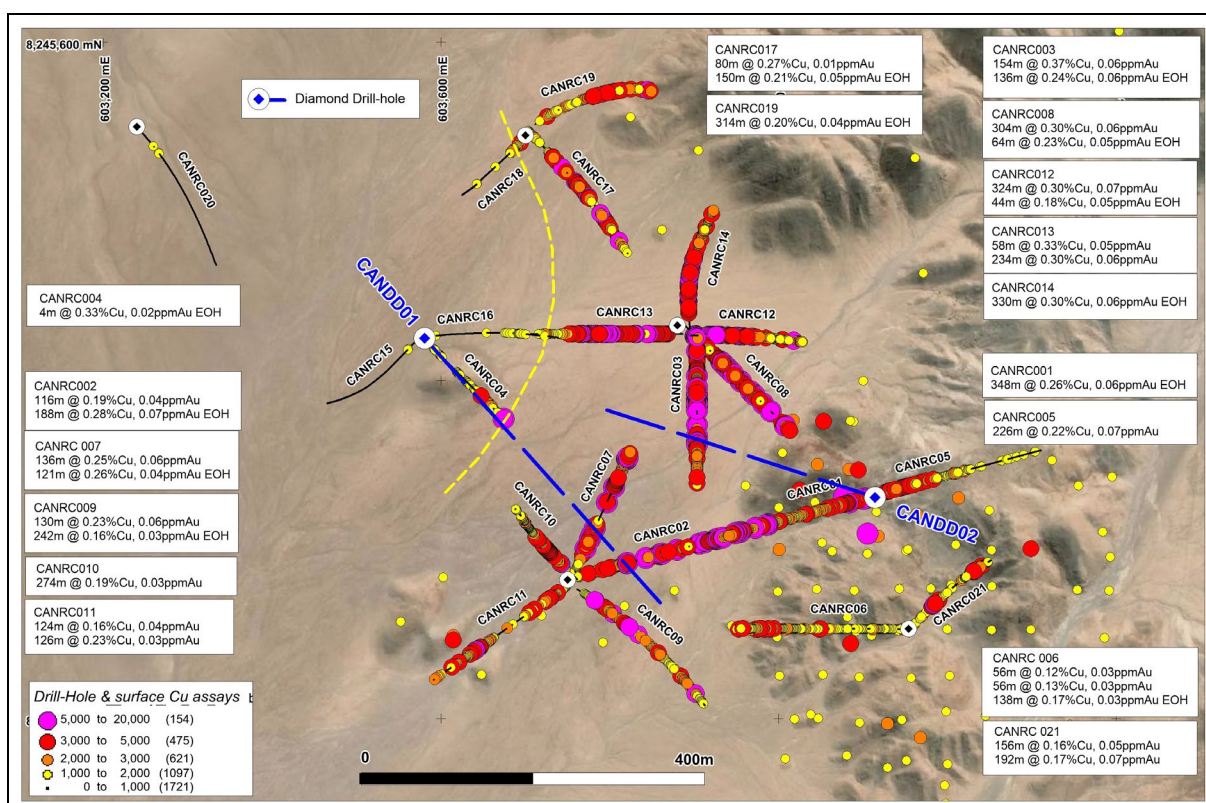 8,245,600 mN
603,200 mE
603,600 mE
Diamond Drill-hole
CANRC017
80m @ 0.27%Cu, 0.01ppmAu
150m @ 0.21%Cu, 0.05ppmAu EOH
CANRC019
314m @ 0.20%Cu, 0.04ppmAu EOH
CANRC003
154m @ 0.37%Cu, 0.06ppmAu
136m @ 0.24%Cu, 0.06ppmAu EOH
CANRC008
304m @ 0.30%Cu, 0.06ppmAu
64m @ 0.23%Cu, 0.05ppmAu EOH
CANRC012
324m @ 0.30%Cu, 0.07ppmAu
44m @ 0.18%Cu, 0.05ppmAu EOH
CANRC013
58m @ 0.33%Cu, 0.05ppmAu
234m @ 0.30%Cu, 0.06ppmAu
CANRC014
330m @ 0.30%Cu, 0.06ppmAu EOH
CANRC001
348m @ 0.26%Cu, 0.06ppmAu EOH
CANRC005
226m @ 0.22%Cu, 0.07ppmAu
CANRC004
4m @ 0.33%Cu, 0.02ppmAu EOH
CANRC002
116m @ 0.19%Cu, 0.04ppmAu
188m @ 0.28%Cu, 0.07ppmAu EOH
CANRC 007
136m @ 0.25%Cu, 0.06ppmAu
121m @ 0.26%Cu, 0.04ppmAu EOH
CANRC009
130m @ 0.23%Cu, 0.06ppmAu
242m @ 0.16%Cu, 0.03ppmAu EOH
CANRC010
274m @ 0.19%Cu, 0.03ppmAu
CANRC011
124m @ 0.16%Cu, 0.04ppmAu
126m @ 0.23%Cu, 0.03ppmAu
CANRC 006
56m @ 0.12%Cu, 0.03ppmAu
56m @ 0.13%Cu, 0.03ppmAu
138m @ 0.17%Cu, 0.03ppmAu EOH
CANRC 021
156m @ 0.16%Cu, 0.05ppmAu
192m @ 0.17%Cu, 0.07ppmAu
CANRC020
CANRC19
CANRC18
CANRC17
CANRC14
CANDD01
CANRC16
CANRC13
CANRC12
CANRC15
CANRC04
CANRC03
CANRC08
CANRC07
CANRC05
CANRC01
CANDD02
CANRC10
CANRC02
CANRC11
CANRC09
CANRC06
CANRC021
Drill-Hole & surface Cu assays
5,000 to 20,000 (154)
3,000 to 5,000 (475)
2,000 to 3,000 (621)
1,000 to 2,000 (1097)
0 to 1,000 (1721)
0
400m